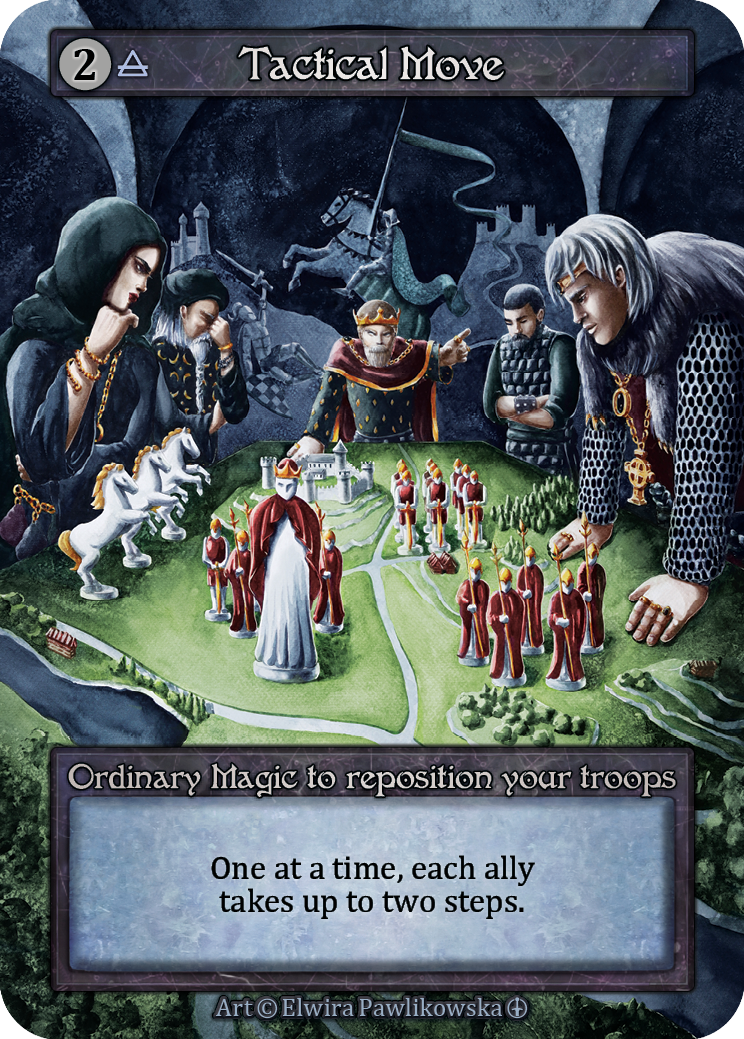 2
Tactical Move
Ordinary Magic to reposition your troops
One at a time, each ally
takes up to two steps.
Art © Elwira Pawlikowska